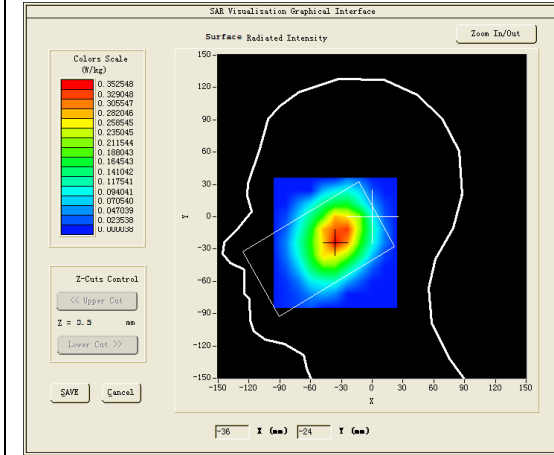 SAR Visualisation Graphical Interface
Surface Radiated Intensity
Zoom In/Out
Colors Scale
(W/kg)
0.352548
0.329048
0.305547
0.282046
0.258545
0.235045
0.211544
0.188043
0.164543
0.141042
0.117541
0.094041
0.070540
0.047039
0.023538
0.000038
150
120
90
60
30
0
-30
-60
-90
-120
-150
Y
-150 -120 -90 -60 -30 0 30 60 90 120 150
X
Z-Cuts Control
<< Upper Cut
Z = 0.5 mm
Lower Cut >>
SAVE Cancel
-36 X (mm) -24 Y (mm)